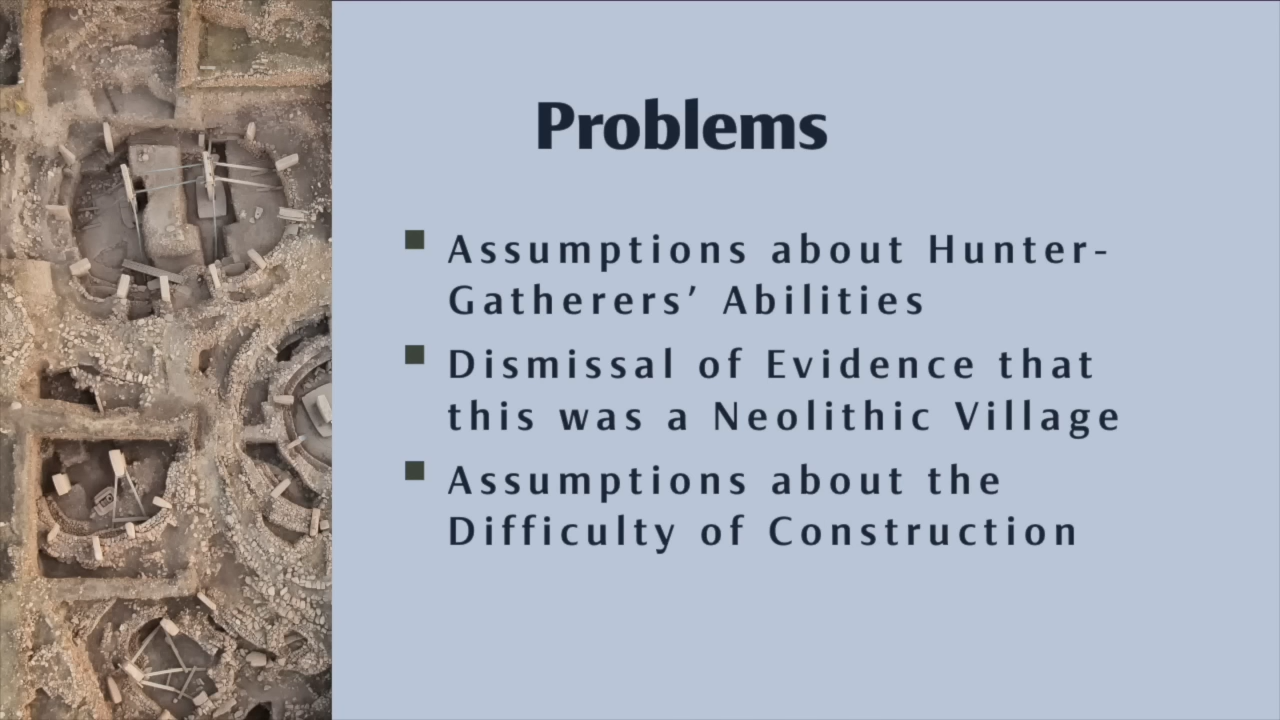 Problems
Assumptions about Hunter-
Gatherers’ Abilities
Dismissal of Evidence that
this was a Neolithic Village
Assumptions about the
Difficulty of Construction